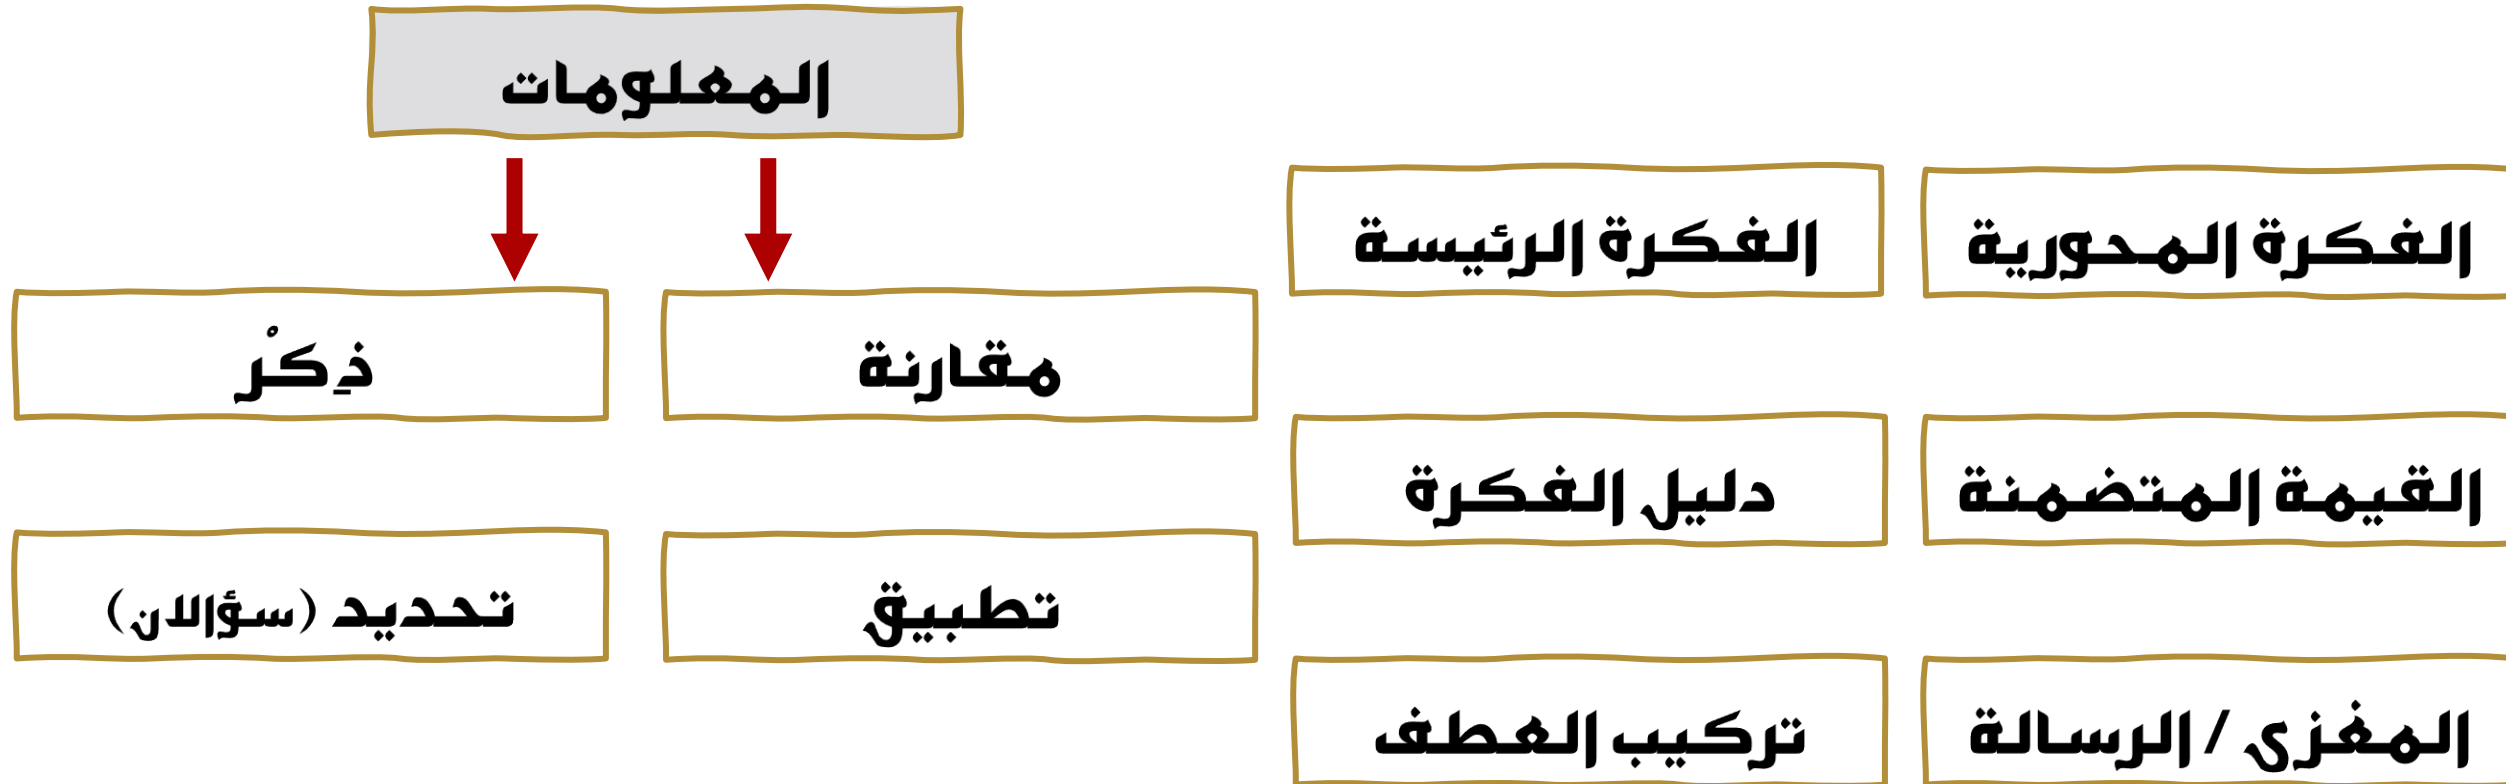 المعلومات
الفكرة المحورية
الفكرة الرئيسة
مقارنة
ذِكْر
القيمة المتضمنة
دليل الفكرة
تطبيق
تحديد (سؤالان)
المغزى / الرسالة
تركيب العطف